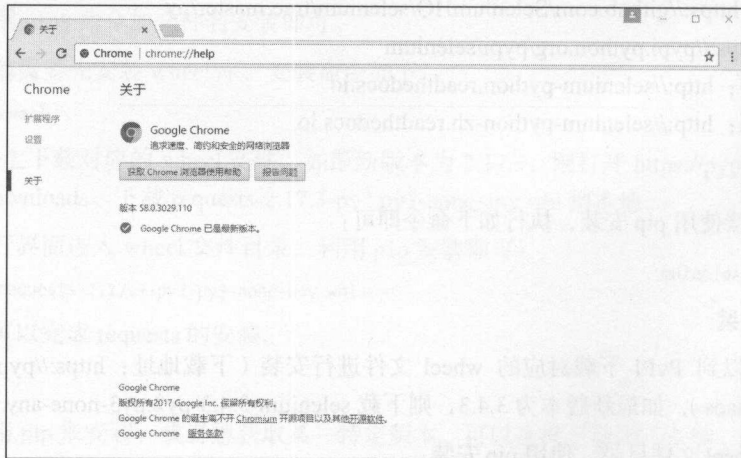 关于
Chrome | chrome://help
Chrome
扩展程序
设置
关于
关于
Google Chrome
追求速度、简约和安全的网络浏览器
获取 Chrome 浏览器使用帮助
报告问题
版本 58.0.3029.110
Google Chrome 已是最新版本。
Google Chrome
版权所有2017 Google Inc. 保留所有权利。
Google Chrome 的诞生离不开 Chromium 开源项目以及其他开源软件。
Google Chrome 服务条款